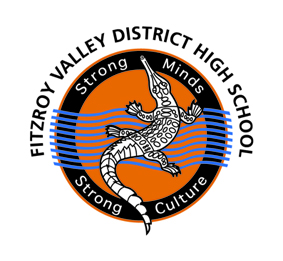 FITZROY VALLEY DISTRICT HIGH SCHOOL
Strong Minds
Strong Culture